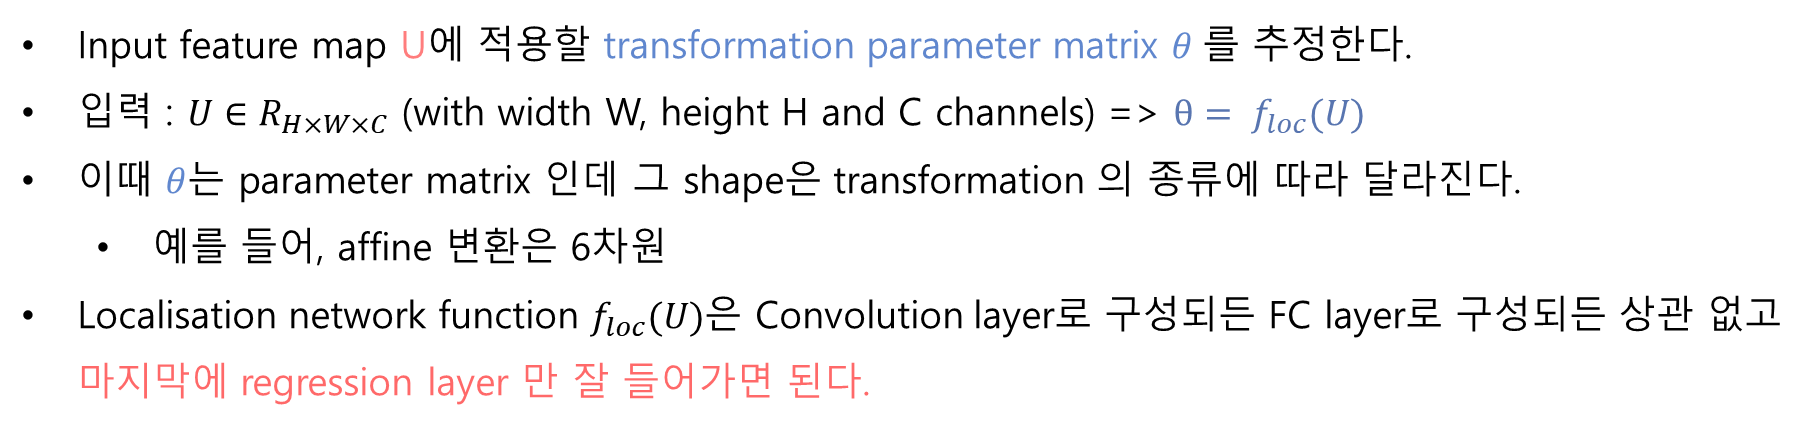 • Input feature map U에 적용할 transformation parameter matrix θ 를 추정한다.
• 입력 : U ∈ R_{H×W×C} (with width W, height H and C channels) => θ = f_{loc}(U)
• 이때 θ는 parameter matrix 인데 그 shape은 transformation 의 종류에 따라 달라진다.
• 예를 들어, affine 변환은 6차원
• Localisation network function f_{loc}(U)은 Convolution layer로 구성되든 FC layer로 구성되든 상관 없고
마지막에 regression layer 만 잘 들어가면 된다.